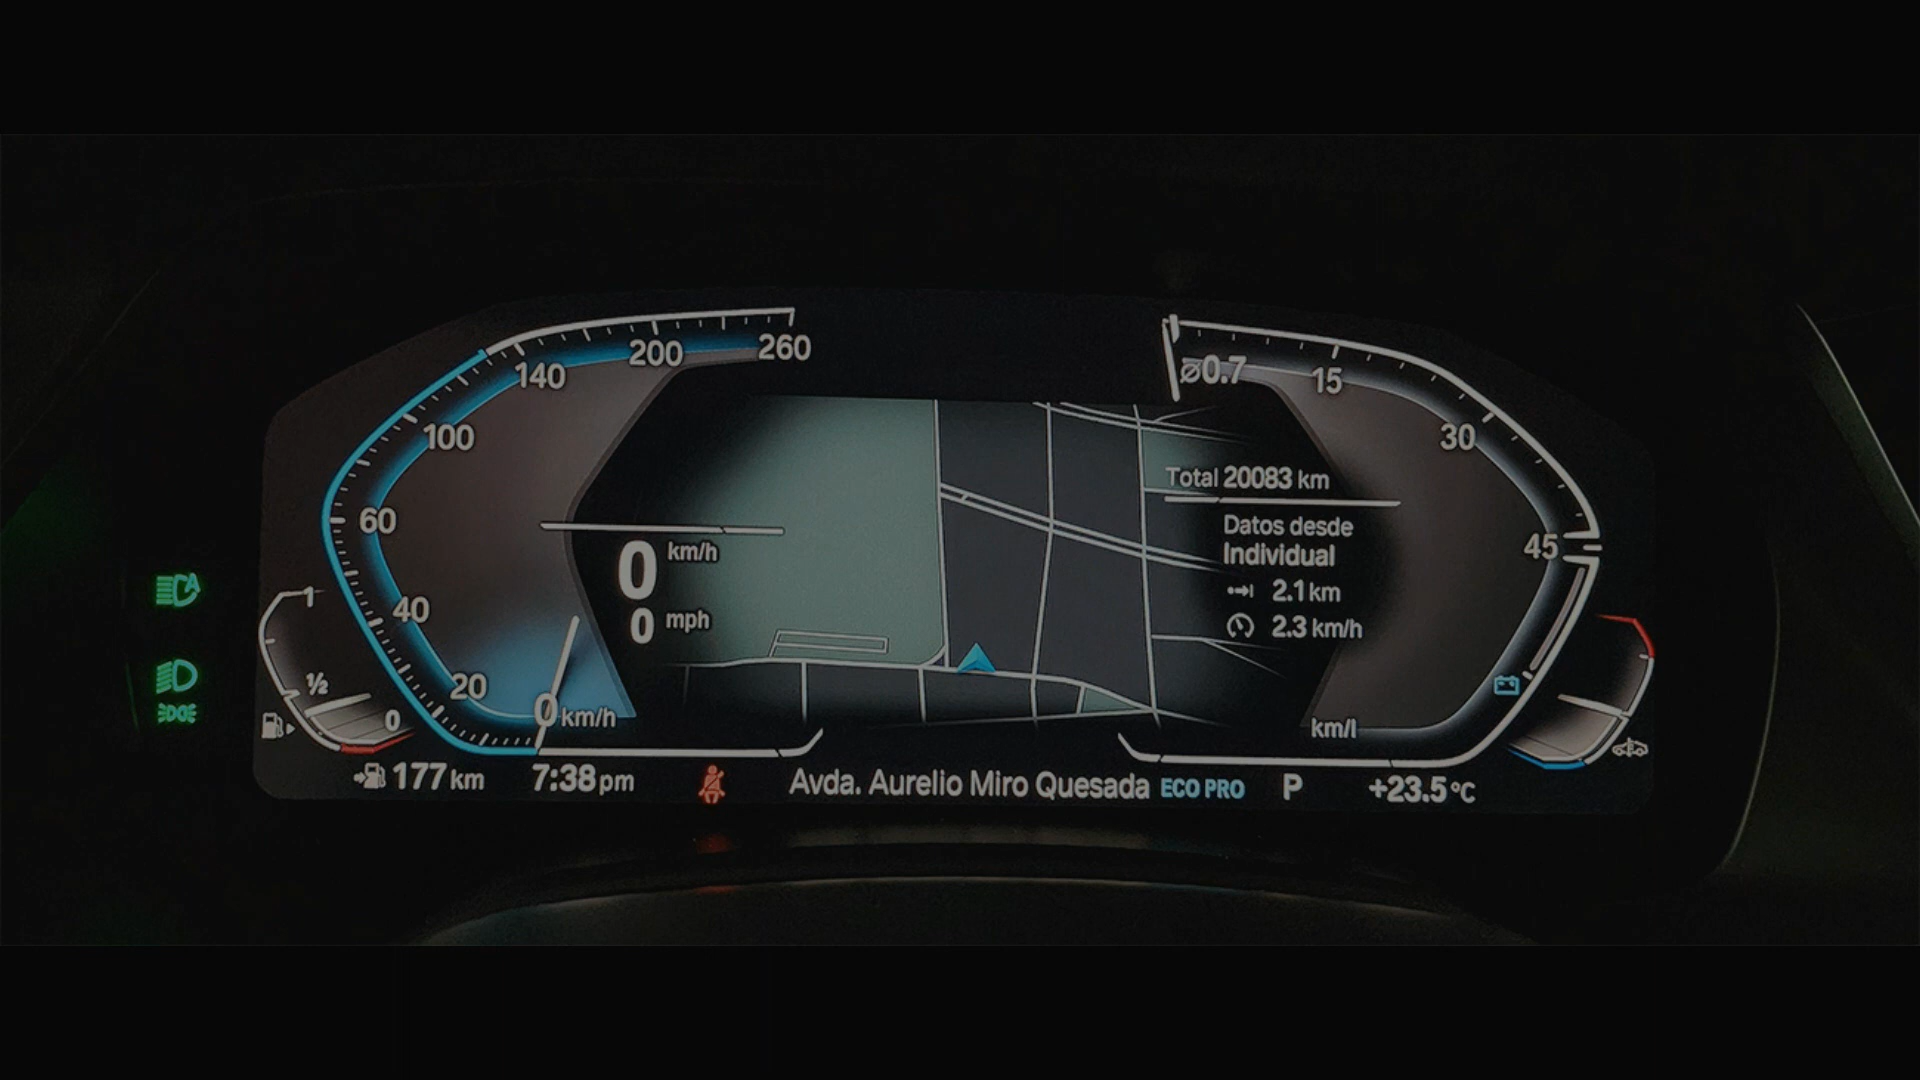 260
200
140
100
60
40
20
0 km/h
1
½
0
0 km/h
0 mph
⌀0.7
15
30
45
km/l
Total 20083 km
Datos desde
Individual
2.1 km
2.3 km/h
177 km 7:38 pm Avda. Aurelio Miro Quesada ECO PRO P +23.5 °C